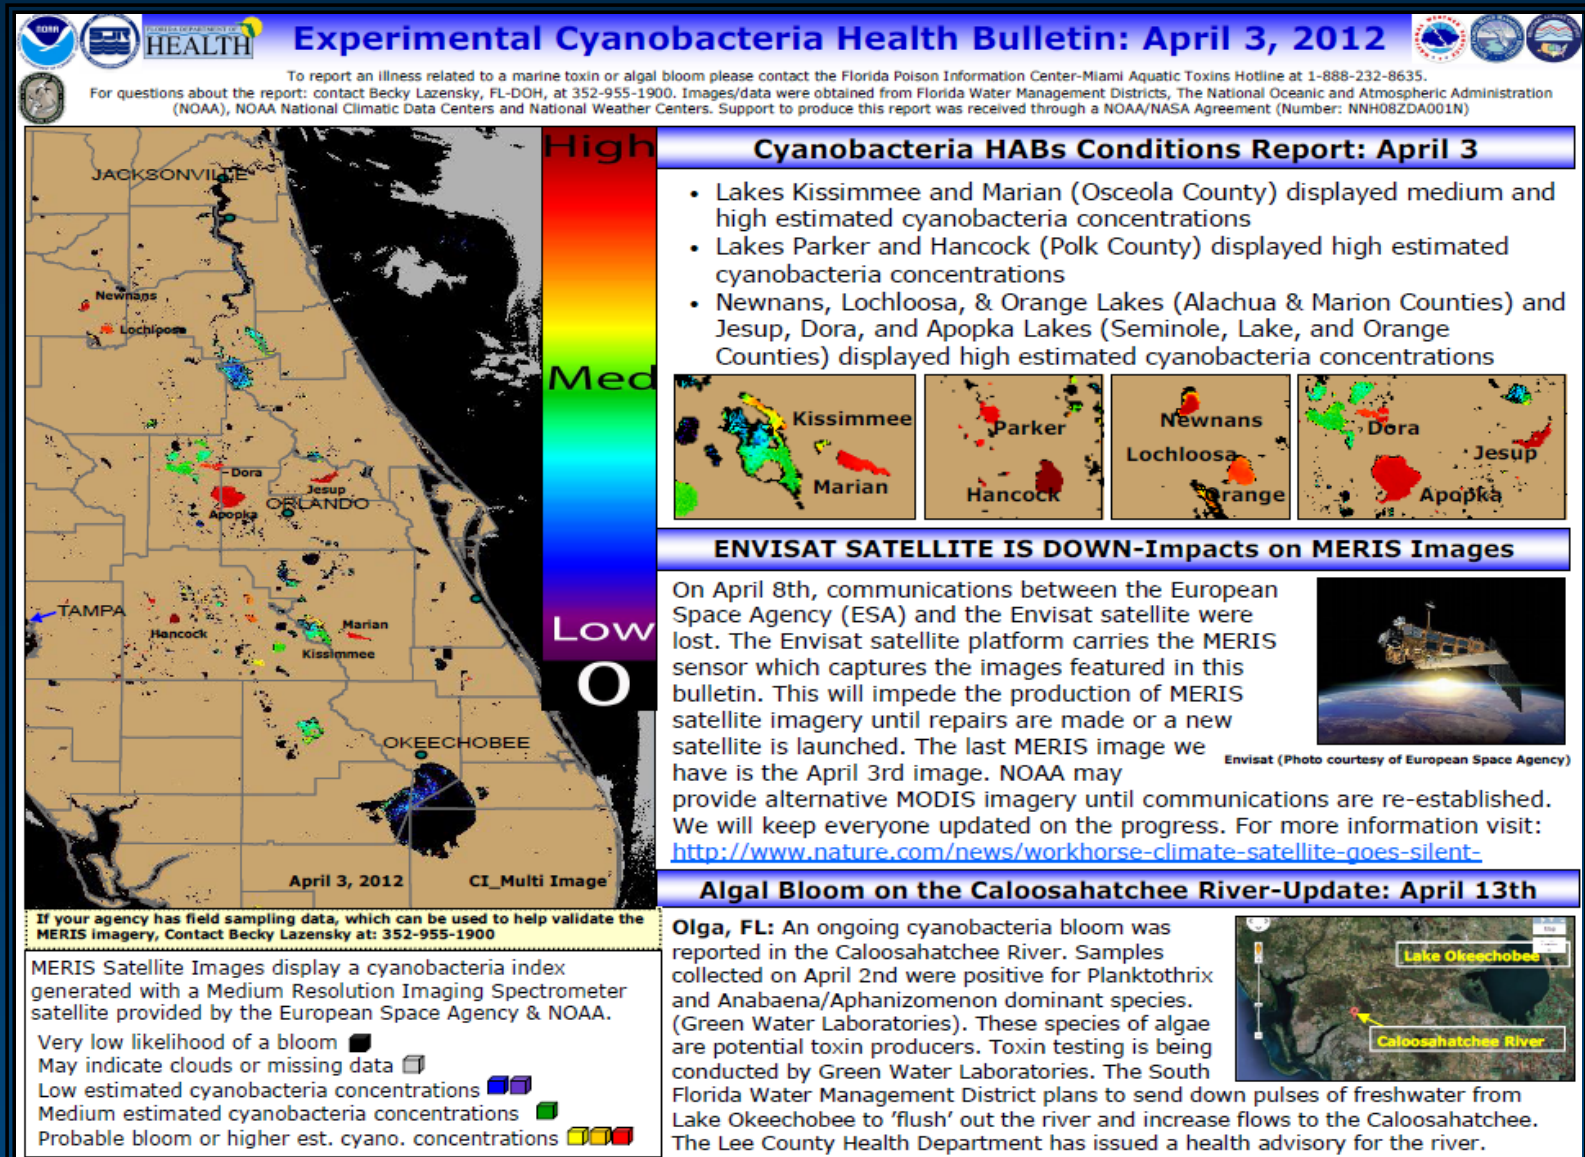 NOAA
FLORIDA DEPARTMENT OF
HEALTH
Experimental Cyanobacteria Health Bulletin: April 3, 2012
To report an illness related to a marine toxin or algal bloom please contact the Florida Poison Information Center-Miami Aquatic Toxins Hotline at 1-888-232-8635.
For questions about the report: contact Becky Lazensky, FL-DOH, at 352-955-1900. Images/data were obtained from Florida Water Management Districts, The National Oceanic and Atmospheric Administration
(NOAA), NOAA National Climatic Data Centers and National Weather Centers. Support to produce this report was received through a NOAA/NASA Agreement (Number: NNH08ZDA001N)
JACKSONVILLE
Newnans
Lochloosa
Dora
Jesup
ORLANDO
Apopka
TAMPA
Hancock
Marian
Kissimmee
OKEECHOBEE
April 3, 2012
CI_Multi Image
High
Med
Low
0
If your agency has field sampling data, which can be used to help validate the
MERIS imagery, Contact Becky Lazensky at: 352-955-1900
MERIS Satellite Images display a cyanobacteria index
generated with a Medium Resolution Imaging Spectrometer
satellite provided by the European Space Agency & NOAA.
Very low likelihood of a bloom
May indicate clouds or missing data
Low estimated cyanobacteria concentrations
Medium estimated cyanobacteria concentrations
Probable bloom or higher est. cyano. concentrations
Cyanobacteria HABs Conditions Report: April 3
• Lakes Kissimmee and Marian (Osceola County) displayed medium and
high estimated cyanobacteria concentrations
• Lakes Parker and Hancock (Polk County) displayed high estimated
cyanobacteria concentrations
• Newnans, Lochloosa, & Orange Lakes (Alachua & Marion Counties) and
Jesup, Dora, and Apopka Lakes (Seminole, Lake, and Orange
Counties) displayed high estimated cyanobacteria concentrations
Kissimmee
Marian
Parker
Hancock
Newnans
Lochloosa
Orange
Dora
Jesup
Apopka
ENVISAT SATELLITE IS DOWN-Impacts on MERIS Images
On April 8th, communications between the European
Space Agency (ESA) and the Envisat satellite were
lost. The Envisat satellite platform carries the MERIS
sensor which captures the images featured in this
bulletin. This will impede the production of MERIS
satellite imagery until repairs are made or a new
satellite is launched. The last MERIS image we
have is the April 3rd image. NOAA may
provide alternative MODIS imagery until communications are re-established.
We will keep everyone updated on the progress. For more information visit:
http://www.nature.com/news/workhorse-climate-satellite-goes-silent-
Envisat (Photo courtesy of European Space Agency)
Algal Bloom on the Caloosahatchee River-Update: April 13th
Olga, FL: An ongoing cyanobacteria bloom was
reported in the Caloosahatchee River. Samples
collected on April 2nd were positive for Planktothrix
and Anabaena/Aphanizomenon dominant species.
(Green Water Laboratories). These species of algae
are potential toxin producers. Toxin testing is being
conducted by Green Water Laboratories. The South
Florida Water Management District plans to send down pulses of freshwater from
Lake Okeechobee to 'flush' out the river and increase flows to the Caloosahatchee.
The Lee County Health Department has issued a health advisory for the river.
Lake Okeechobee
Caloosahatchee River